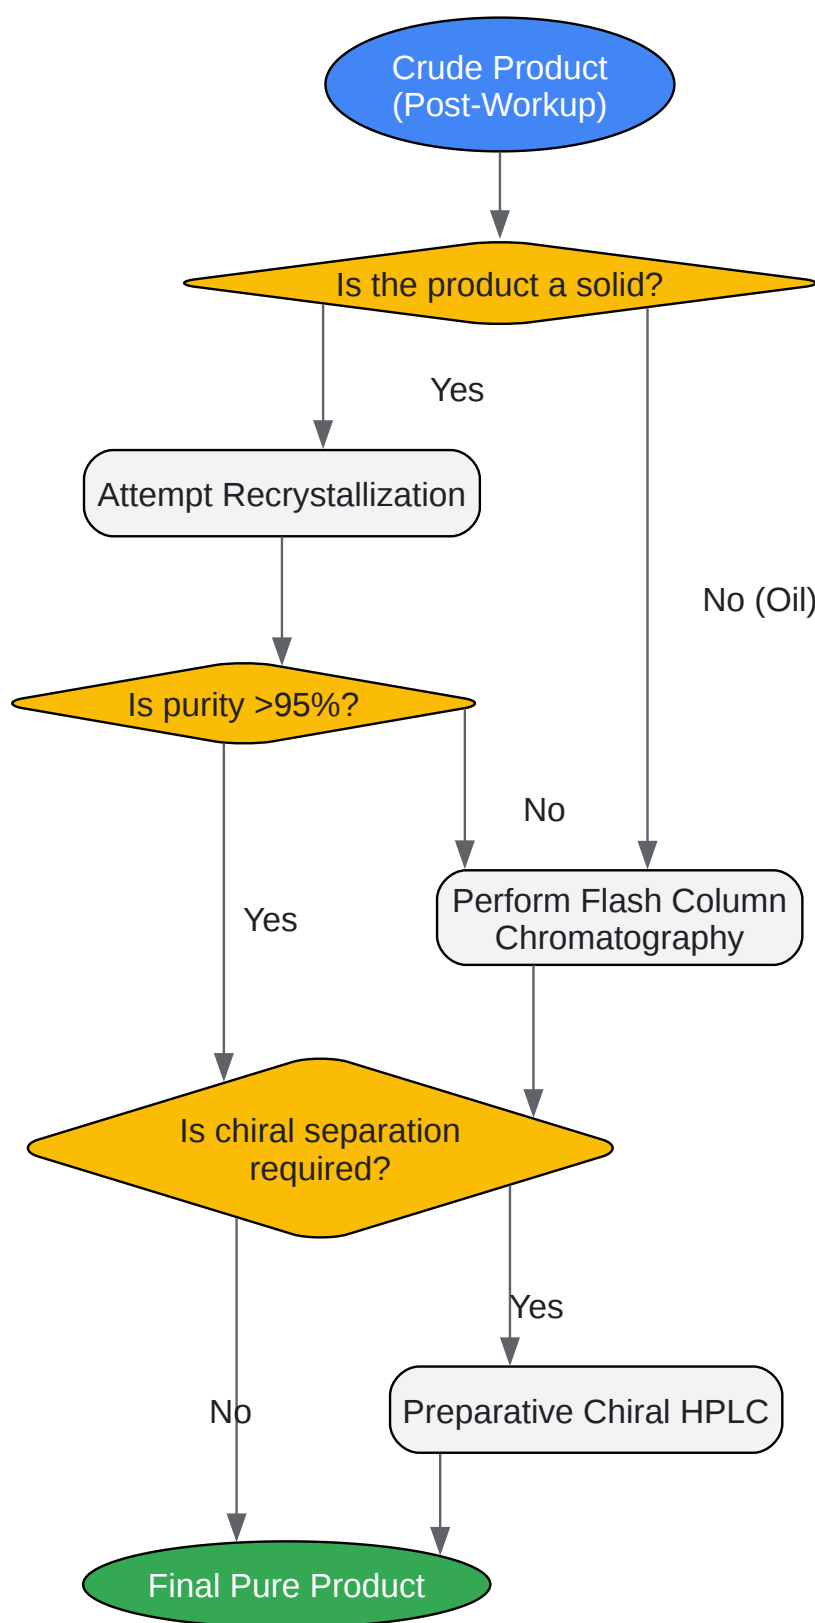 Crude Product
(Post-Workup)
Is the product a solid?
Yes
Attempt Recrystallization
No (Oil)
Is purity >95%?
No
Perform Flash Column
Chromatography
Yes
Is chiral separation
required?
Yes
Preparative Chiral HPLC
No
Final Pure Product